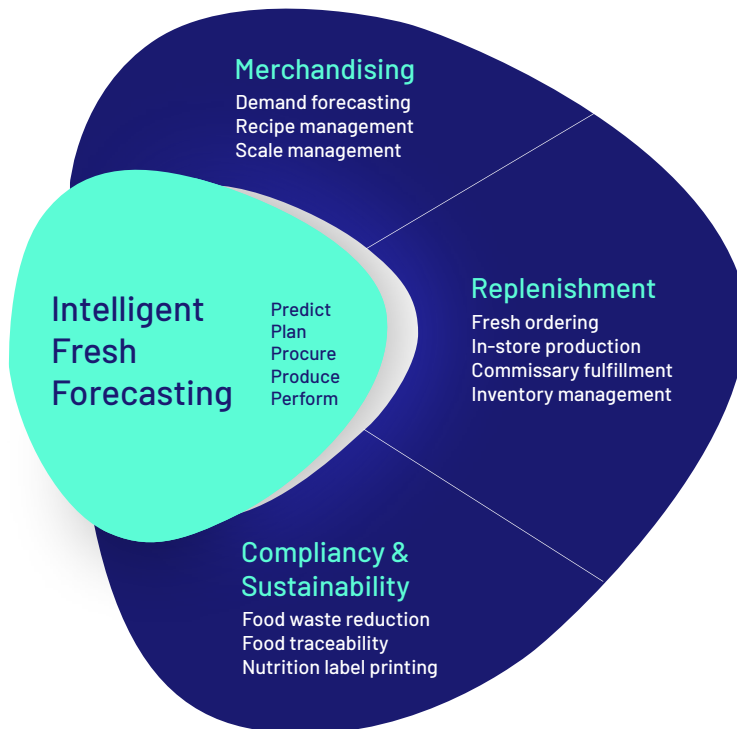 Merchandising
Demand forecasting
Recipe management
Scale management
Intelligent
Fresh
Forecasting
Predict
Plan
Procure
Produce
Perform
Replenishment
Fresh ordering
In-store production
Commissary fulfillment
Inventory management
Compliancy &
Sustainability
Food waste reduction
Food traceability
Nutrition label printing